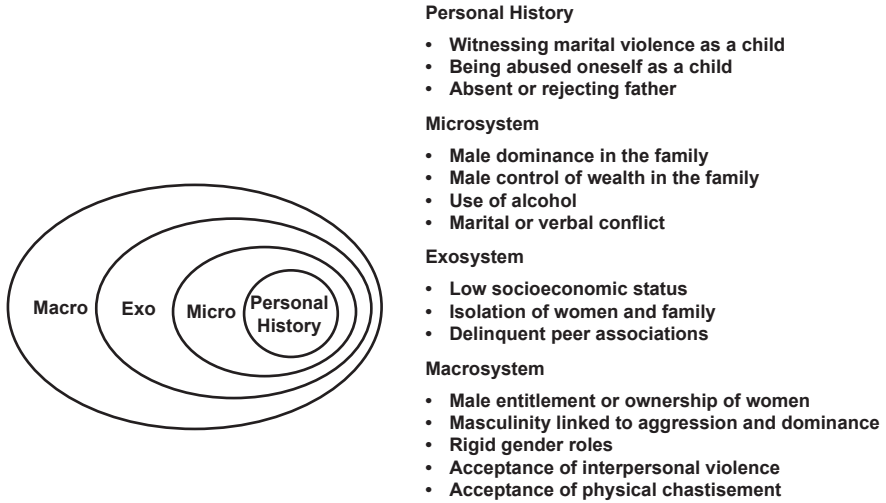 Personal History
• Witnessing marital violence as a child
• Being abused oneself as a child
• Absent or rejecting father
Microsystem
• Male dominance in the family
• Male control of wealth in the family
• Use of alcohol
• Marital or verbal conflict
Exosystem
• Low socioeconomic status
• Isolation of women and family
• Delinquent peer associations
Macrosystem
• Male entitlement or ownership of women
• Masculinity linked to aggression and dominance
• Rigid gender roles
• Acceptance of interpersonal violence
• Acceptance of physical chastisement
Macro
Exo
Micro
Personal
History